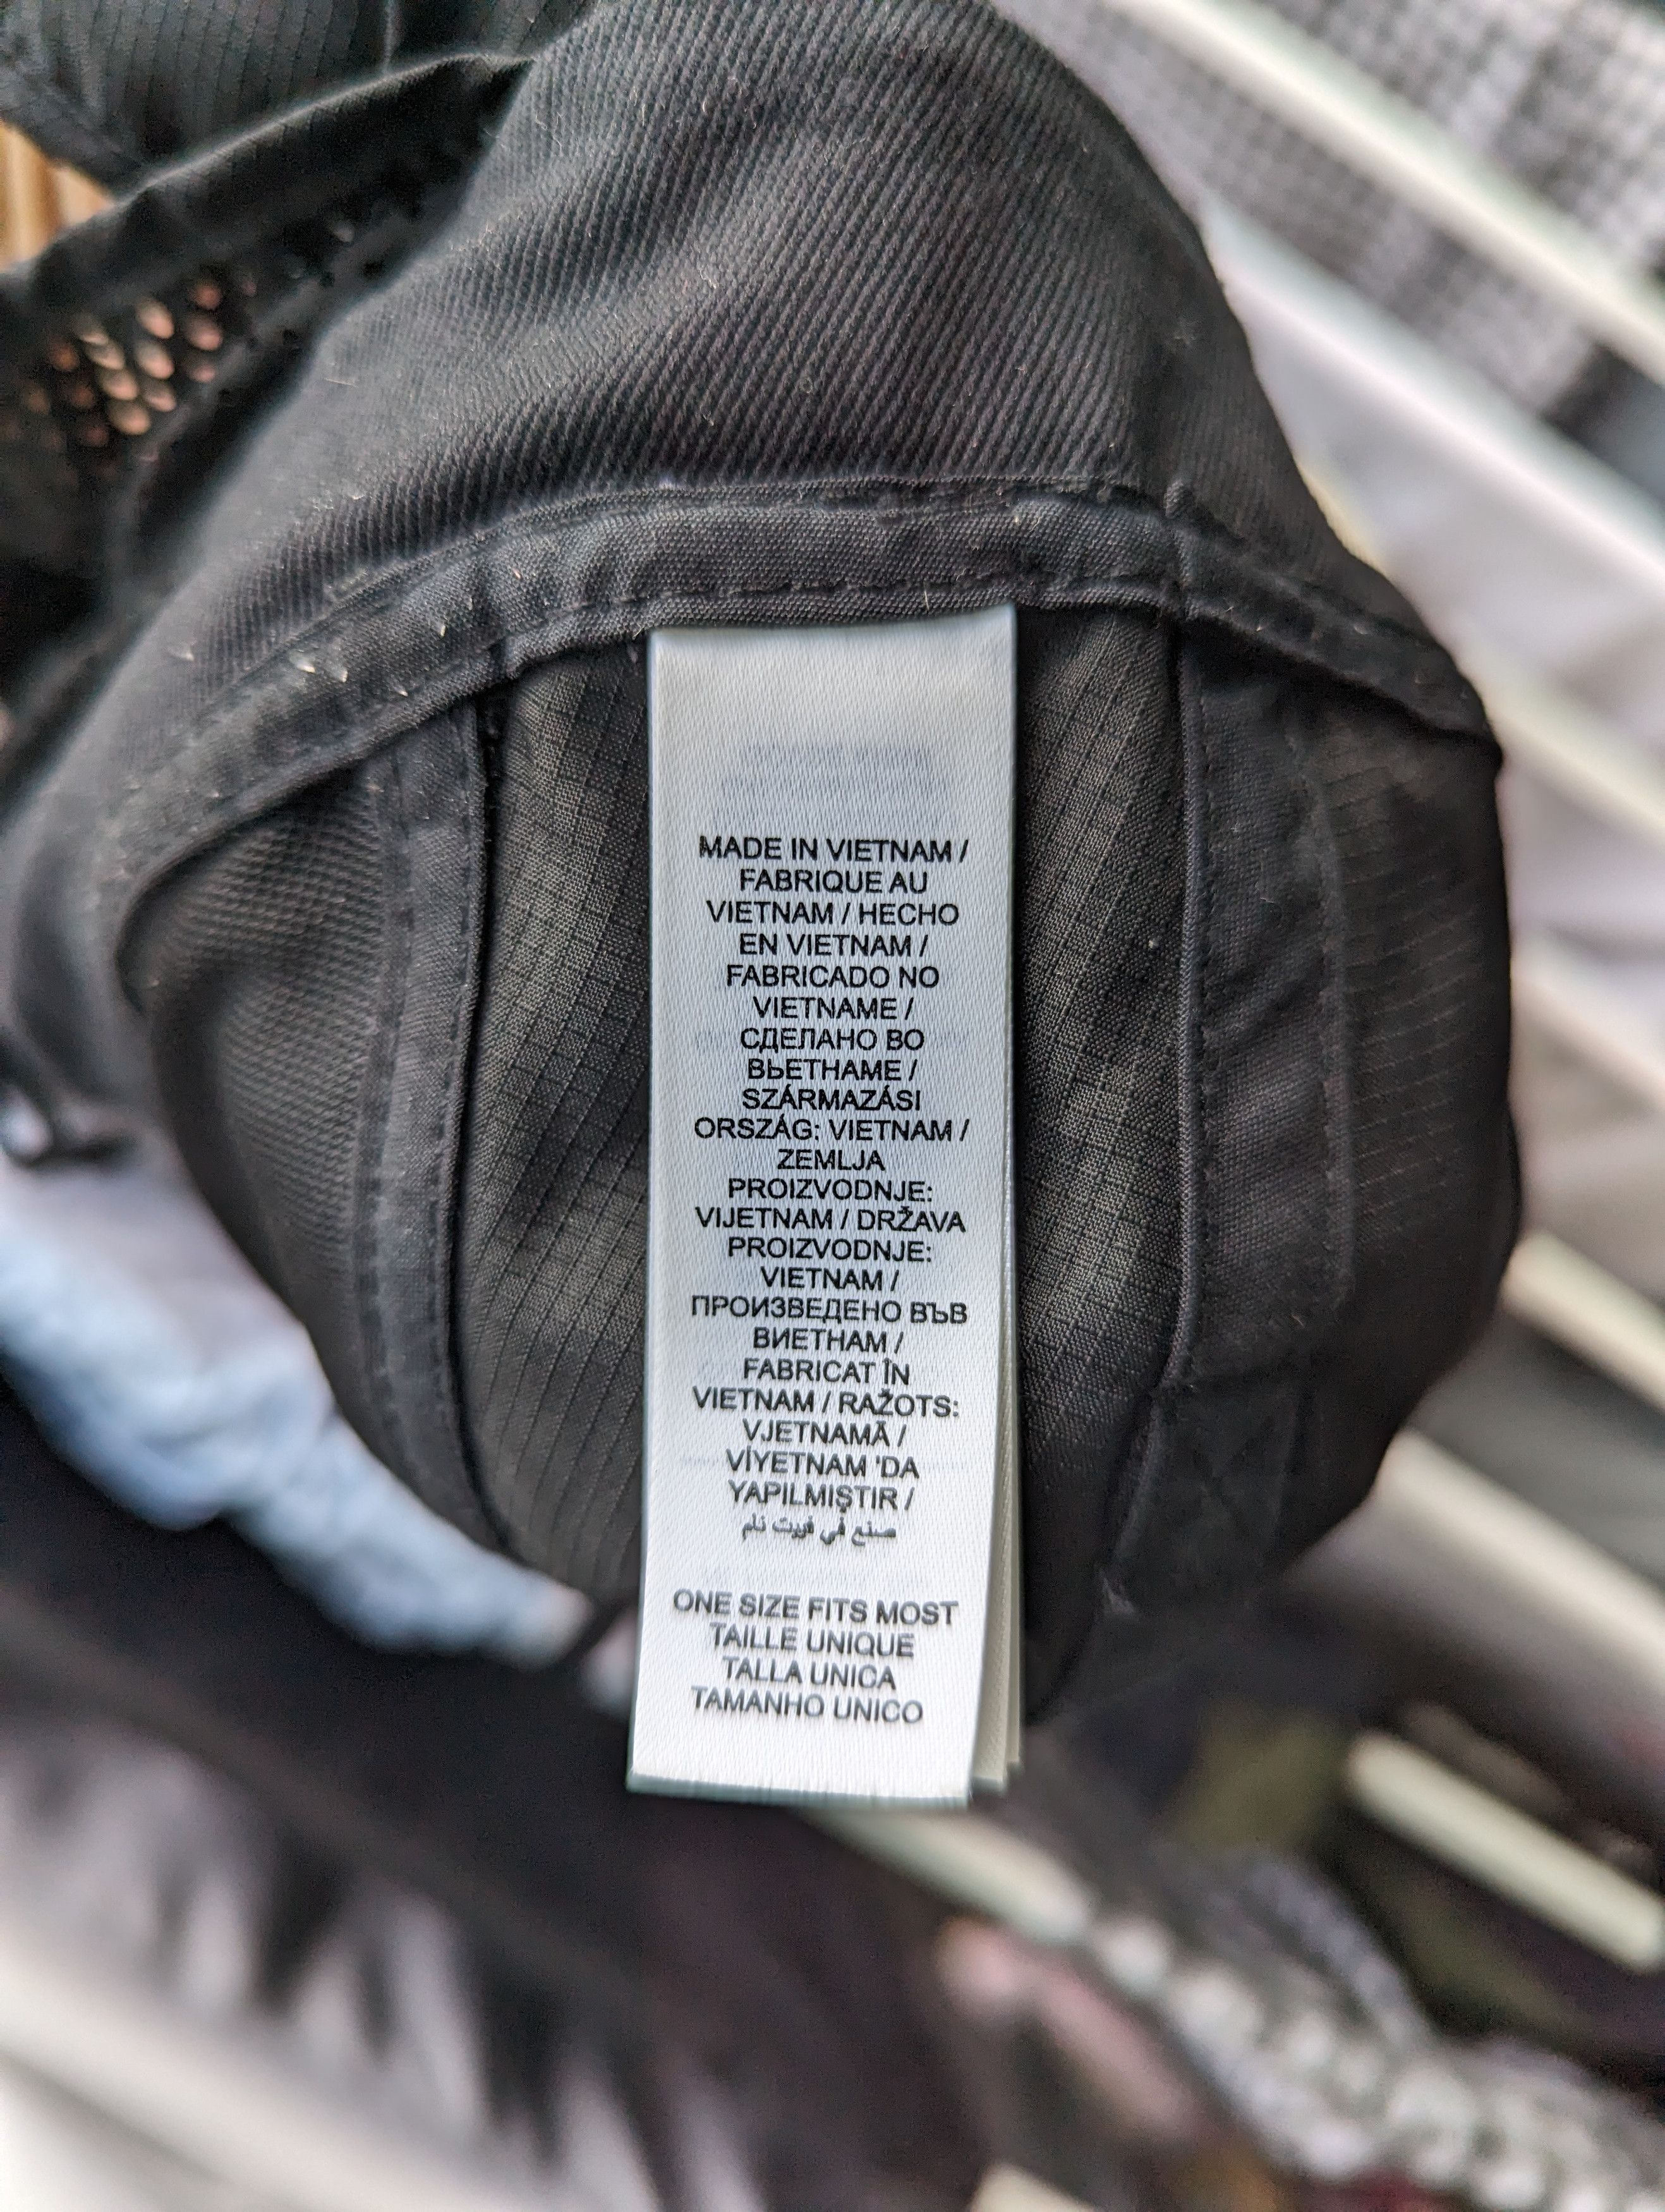 MADE IN VIETNAM /
FABRIQUE AU
VIETNAM / HECHO
EN VIETNAM /
FABRICADO NO
VIETNAME /
СДЕЛАНО ВО
ВЬЕТНАМЕ /
SZÁRMAZÁSI
ORSZÁG: VIETNAM /
ZEMLJA
PROIZVODNJE:
VIJETNAM / DRŽAVA
PROIZVODNJE:
VIETNAM /
ПРОИЗВЕДЕНО ВЪВ
ВИЕТНАМ /
FABRICAT ÎN
VIETNAM / RAŽOTS:
VJETNAMĀ /
VİYETNAM 'DA
YAPILMIŞTIR /
صنع في فييت نام
ONE SIZE FITS MOST
TAILLE UNIQUE
TALLA UNICA
TAMANHO UNICO